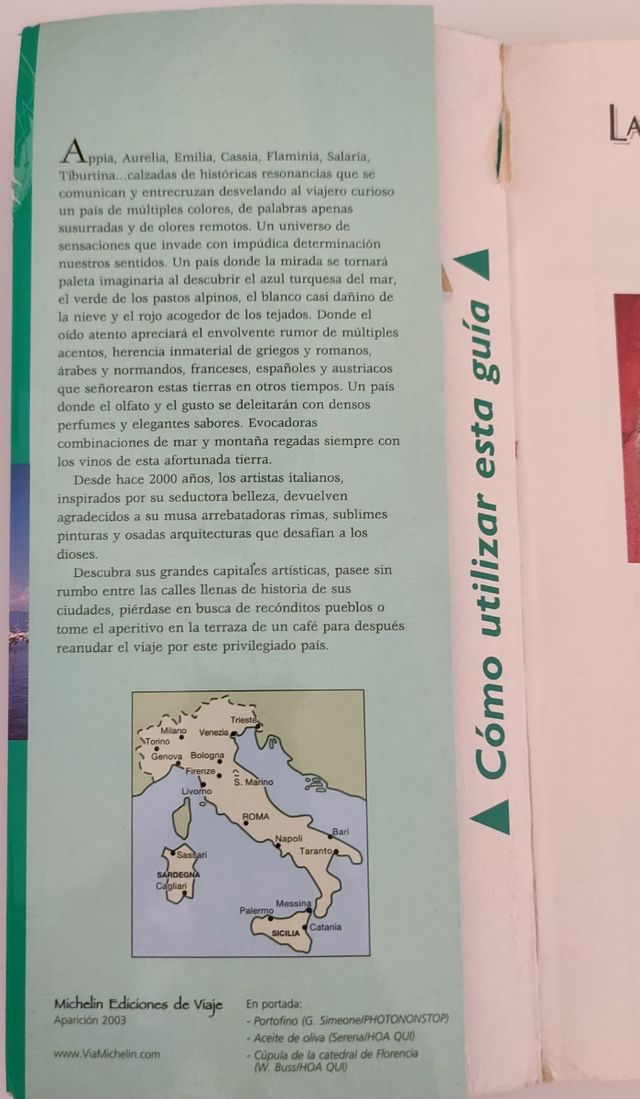 Appia, Aurelia, Emilia, Cassia, Flaminia, Salaria,
Tiburtina...calzadas de históricas resonancias que se
comunican y entrecruzan desvelando al viajero curioso
un país de múltiples colores, de palabras apenas
susurradas y de olores remotos. Un universo de
sensaciones que invade con impúdica determinación
nuestros sentidos. Un país donde la mirada se tornará
paleta imaginaria al descubrir el azul turquesa del mar,
el verde de los pastos alpinos, el blanco casi dañino de
la nieve y el rojo acogedor de los tejados. Donde el
oído atento apreciará el envolvente rumor de múltiples
acentos, herencia inmaterial de griegos y romanos,
árabes y normandos, franceses, españoles y austriacos
que señorearon estas tierras en otros tiempos. Un país
donde el olfato y el gusto se deleitarán con densos
perfumes y elegantes sabores. Evocadoras
combinaciones de mar y montaña regadas siempre con
los vinos de esta afortunada tierra.
Desde hace 2000 años, los artistas italianos,
inspirados por su seductora belleza, devuelven
agradecidos a su musa arrebatadoras rimas, sublimes
pinturas y osadas arquitecturas que desafían a los
dioses.
Descubra sus grandes capitales artísticas, pasee sin
rumbo entre las calles llenas de historia de sus
ciudades, piérdase en busca de recónditos pueblos o
tome el aperitivo en la terraza de un café para después
reanudar el viaje por este privilegiado país.
Trieste
Milano
Venezia
Torino
Genova
Bologna
Firenze
S. Marino
Livorno
ROMA
Bari
Napoli
Taranto
Sassari
SARDEGNA
Cagliari
Messina
Palermo
Catania
SICILIA
Michelin Ediciones de Viaje
Aparición 2003
www.ViaMichelin.com
En portada:
- Portofino (G. Simeone/PHOTONONSTOP)
- Aceite de oliva (Serena/HOA QUI)
- Cúpula de la catedral de Florencia
(W. Buss/HOA QUI)
Cómo utilizar esta guía
LA